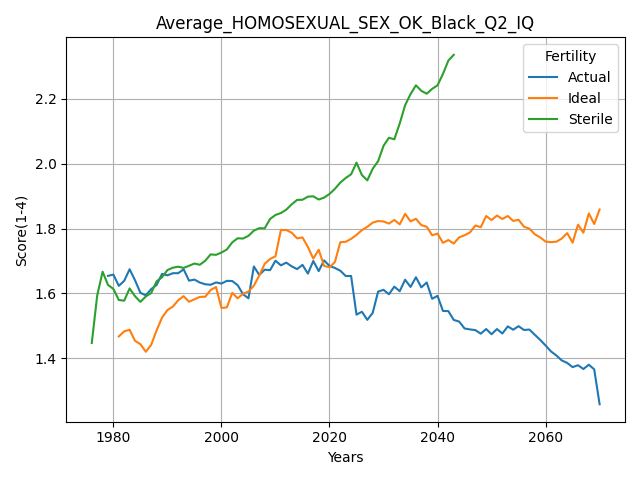 Average_HOMOSEXUAL_SEX_OK_Black_Q2_IQ
Fertility
Actual
Ideal
Sterile
Score(1-4)
2.2
2.0
1.8
1.6
1.4
1980
2000
2020
2040
2060
Years